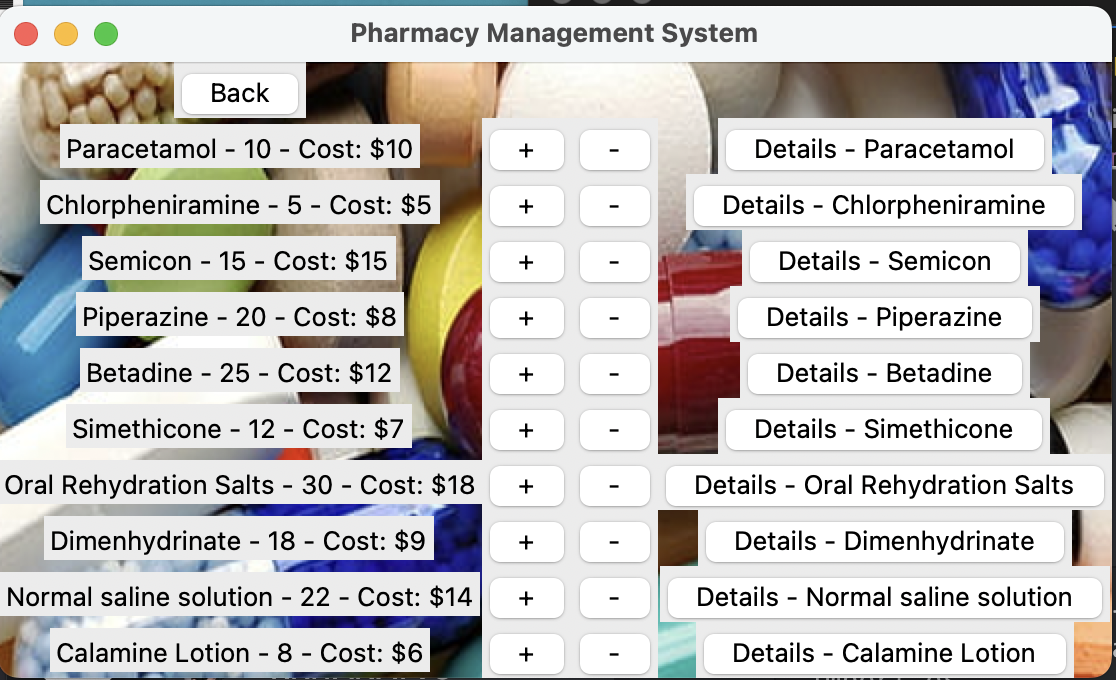 Pharmacy Management System
Back
Paracetamol - 10 - Cost: $10 + - Details - Paracetamol
Chlorpheniramine - 5 - Cost: $5 + - Details - Chlorpheniramine
Semicon - 15 - Cost: $15 + - Details - Semicon
Piperazine - 20 - Cost: $8 + - Details - Piperazine
Betadine - 25 - Cost: $12 + - Details - Betadine
Simethicone - 12 - Cost: $7 + - Details - Simethicone
Oral Rehydration Salts - 30 - Cost: $18 + - Details - Oral Rehydration Salts
Dimenhydrinate - 18 - Cost: $9 + - Details - Dimenhydrinate
Normal saline solution - 22 - Cost: $14 + - Details - Normal saline solution
Calamine Lotion - 8 - Cost: $6 + - Details - Calamine Lotion